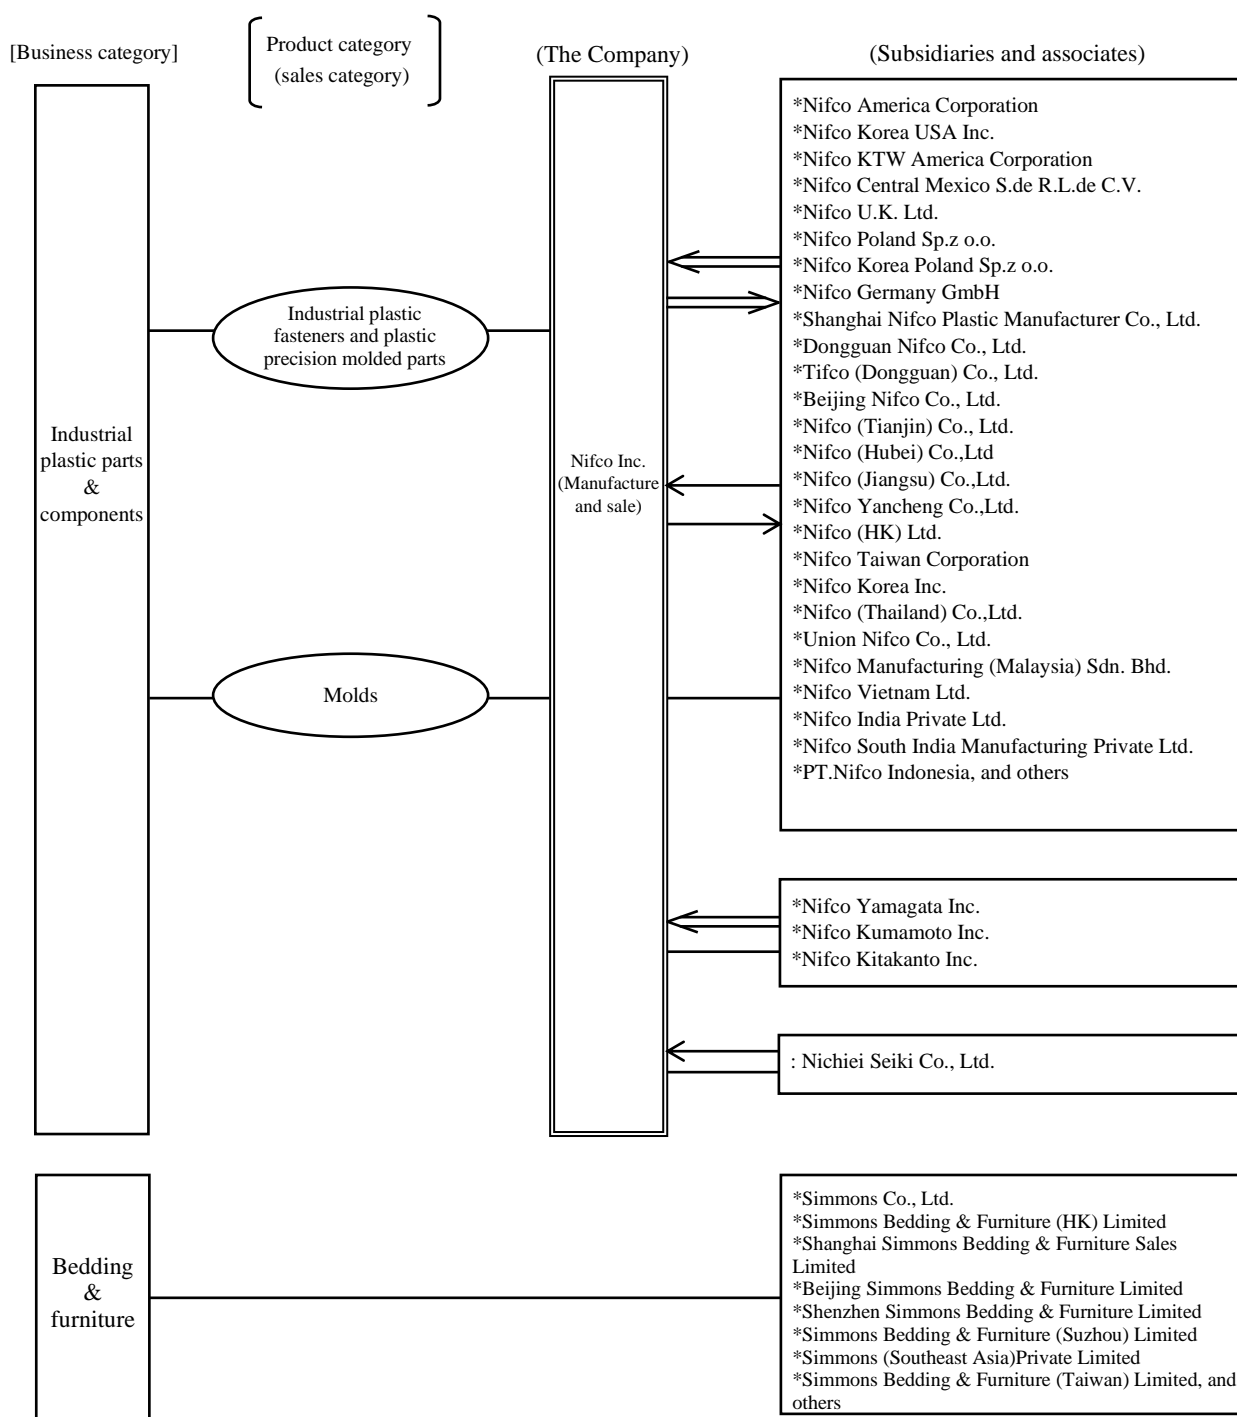 [Business category]
Product category
(sales category)
(The Company)
(Subsidiaries and associates)
Industrial
plastic parts
&
components
Industrial plastic
fasteners and plastic
precision molded parts
Molds
Nifco Inc.
(Manufacture
and sale)
*Nifco America Corporation
*Nifco Korea USA Inc.
*Nifco KTW America Corporation
*Nifco Central Mexico S.de R.L.de C.V.
*Nifco U.K. Ltd.
*Nifco Poland Sp.z o.o.
*Nifco Korea Poland Sp.z o.o.
*Nifco Germany GmbH
*Shanghai Nifco Plastic Manufacturer Co., Ltd.
*Dongguan Nifco Co., Ltd.
*Tifco (Dongguan) Co., Ltd.
*Beijing Nifco Co., Ltd.
*Nifco (Tianjin) Co., Ltd.
*Nifco (Hubei) Co.,Ltd
*Nifco (Jiangsu) Co.,Ltd.
*Nifco Yancheng Co.,Ltd.
*Nifco (HK) Ltd.
*Nifco Taiwan Corporation
*Nifco Korea Inc.
*Nifco (Thailand) Co.,Ltd.
*Union Nifco Co., Ltd.
*Nifco Manufacturing (Malaysia) Sdn. Bhd.
*Nifco Vietnam Ltd.
*Nifco India Private Ltd.
*Nifco South India Manufacturing Private Ltd.
*PT.Nifco Indonesia, and others
*Nifco Yamagata Inc.
*Nifco Kumamoto Inc.
*Nifco Kitakanto Inc.
: Nichiei Seiki Co., Ltd.
Bedding
&
furniture
*Simmons Co., Ltd.
*Simmons Bedding & Furniture (HK) Limited
*Shanghai Simmons Bedding & Furniture Sales
Limited
*Beijing Simmons Bedding & Furniture Limited
*Shenzhen Simmons Bedding & Furniture Limited
*Simmons Bedding & Furniture (Suzhou) Limited
*Simmons (Southeast Asia)Private Limited
*Simmons Bedding & Furniture (Taiwan) Limited, and
others